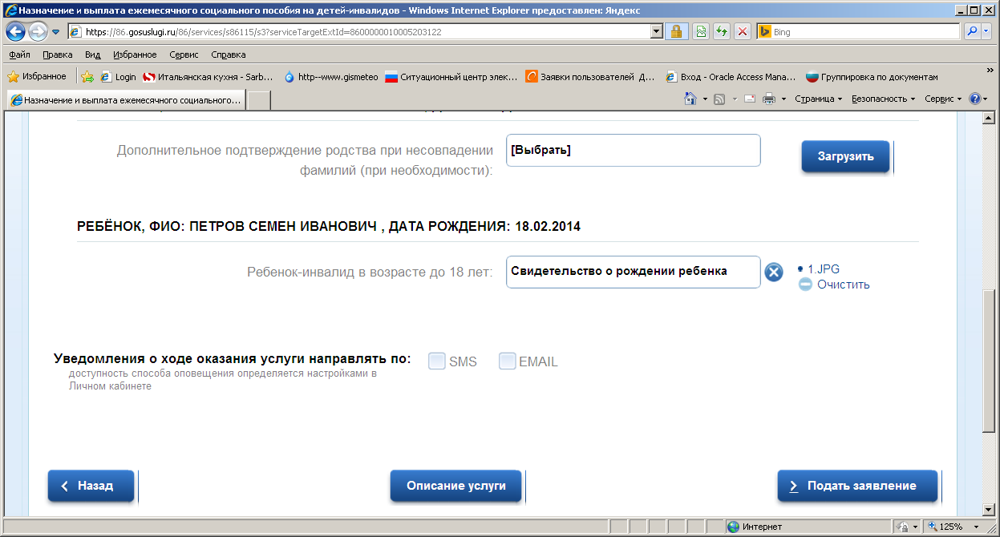 Назначение и выплата ежемесячного социального пособия на детей-инвалидов - Windows Internet Explorer предоставлен: Яндекс
https://86.gosuslugi.ru/86/services/s86115/s3?serviceTargetExtId=8600000010005203122
Bing
Файл Правка Вид Избранное Сервис Справка
Избранное Login Итальянская кухня - Sarb... http--www.gismeteo Ситуационный центр элек... Заявки пользователей Д... Вход - Oracle Access Mana... Группировка по документам
Назначение и выплата ежемесячного социального... Страница Безопасность Сервис
Дополнительное подтверждение родства при несовпадении
фамилий (при необходимости):
[Выбрать]
Загрузить
РЕБЁНОК, ФИО: ПЕТРОВ СЕМЕН ИВАНОВИЧ , ДАТА РОЖДЕНИЯ: 18.02.2014
Ребенок-инвалид в возрасте до 18 лет: Свидетельство о рождении ребенка 1.JPG
Очистить
Уведомления о ходе оказания услуги направлять по: SMS EMAIL
доступность способа оповещения определяется настройками в
Личном кабинете
Назад Описание услуги Подать заявление
Интернет 125%